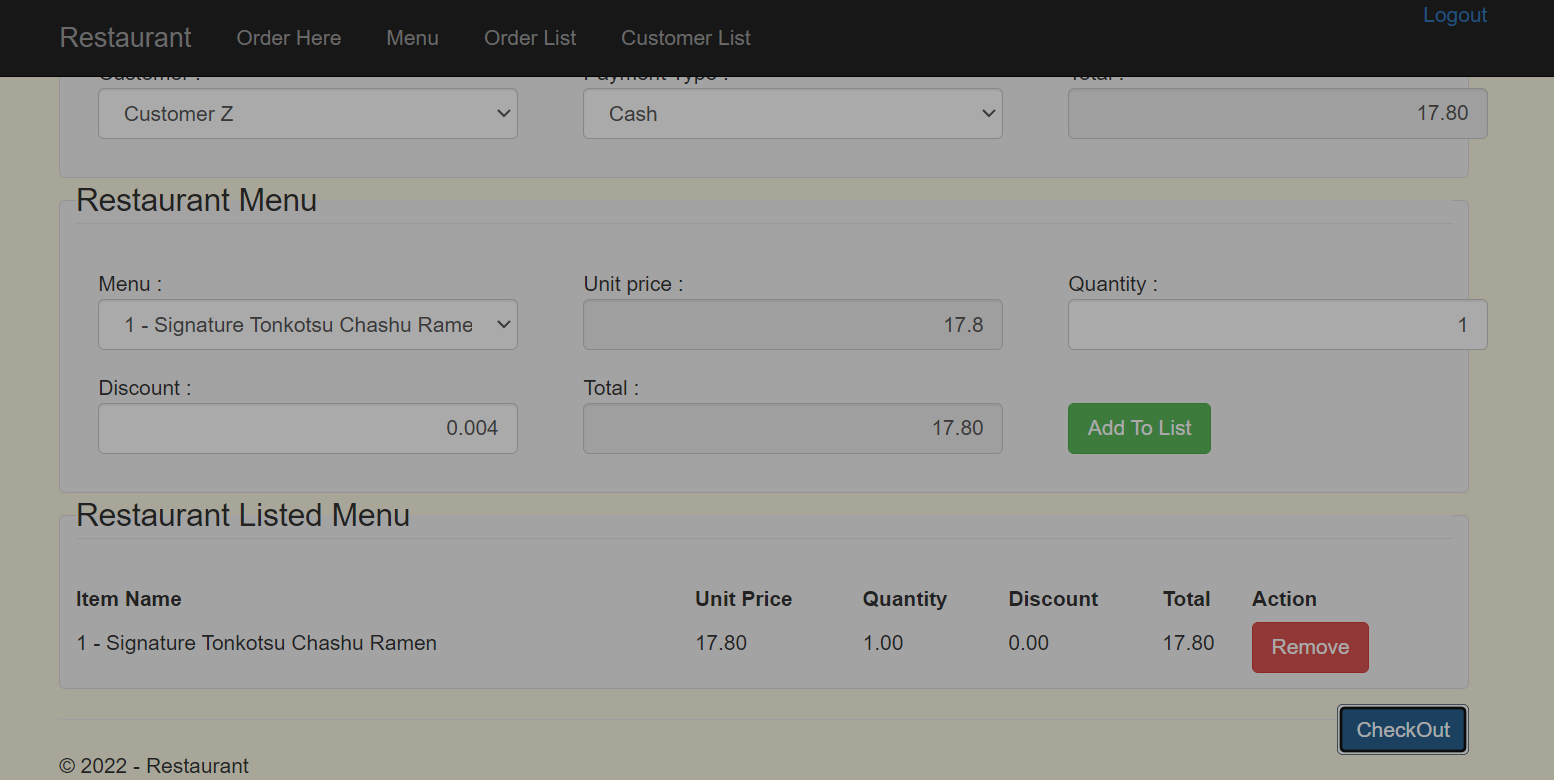 Logout
Restaurant Order Here Menu Order List Customer List
Customer : Payment Type : Total :
Customer Z Cash 17.80
Restaurant Menu
Menu : Unit price : Quantity :
1 - Signature Tonkotsu Chashu Rame 17.8 1
Discount : Total :
0.004 17.80 Add To List
Restaurant Listed Menu
Item Name Unit Price Quantity Discount Total Action
1 - Signature Tonkotsu Chashu Ramen 17.80 1.00 0.00 17.80 Remove
CheckOut
© 2022 - Restaurant